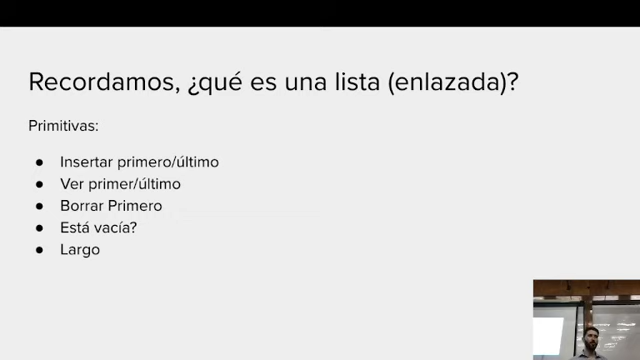 Recordamos, ¿qué es una lista (enlazada)?
Primitivas:
● Insertar primero/último
● Ver primer/último
● Borrar Primero
● Está vacía?
● Largo